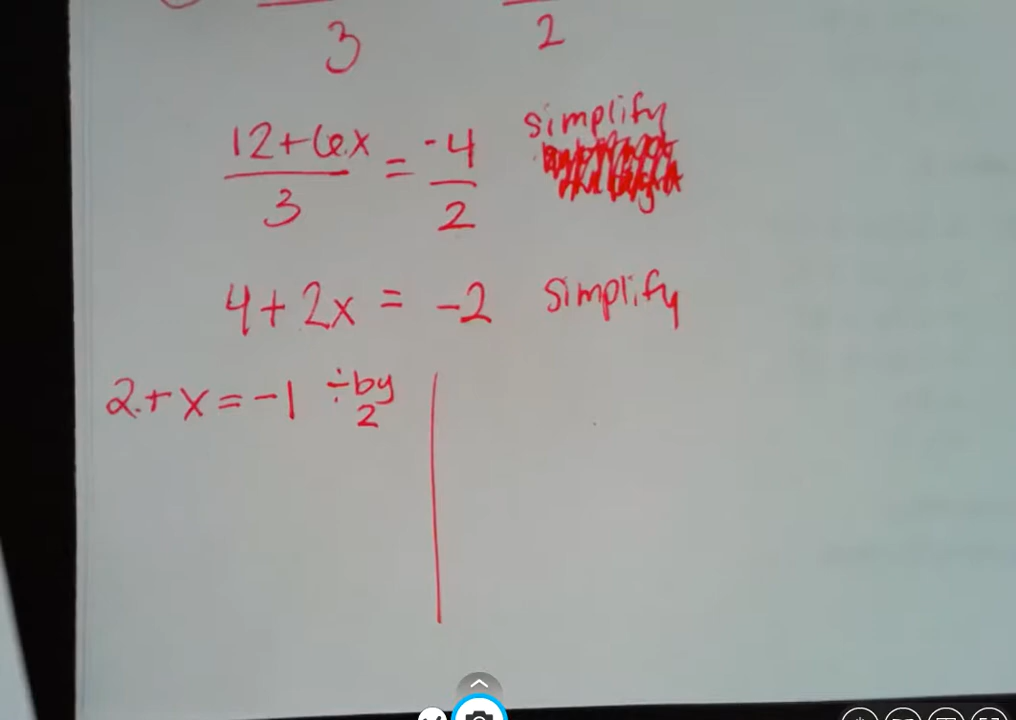 3 2
12+6x / 3 = -4 / 2 simplify
4+2x = -2 simplify
2+x=-1 ÷by 2